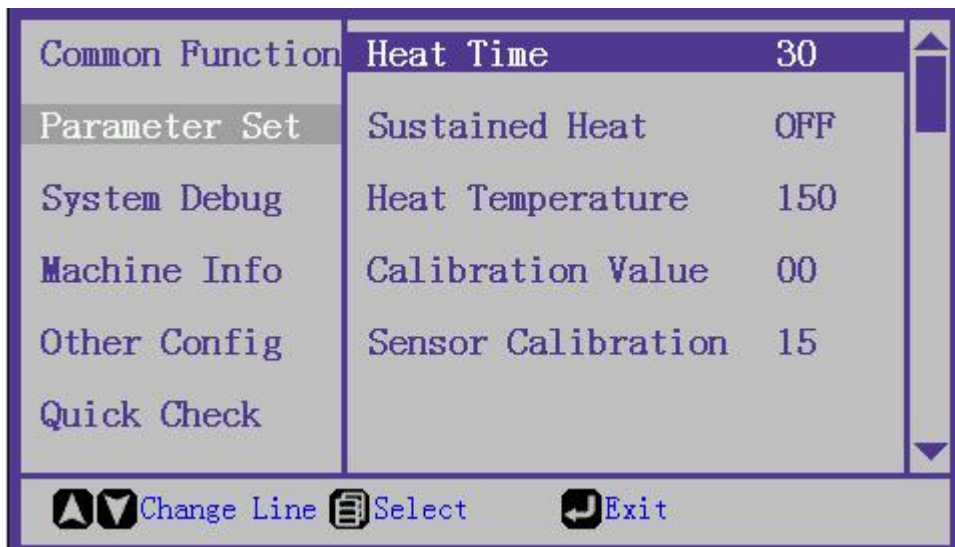 Common Function Heat Time 30
Parameter Set Sustained Heat OFF
System Debug Heat Temperature 150
Machine Info Calibration Value 00
Other Config Sensor Calibration 15
Quick Check
Change Line Select Exit